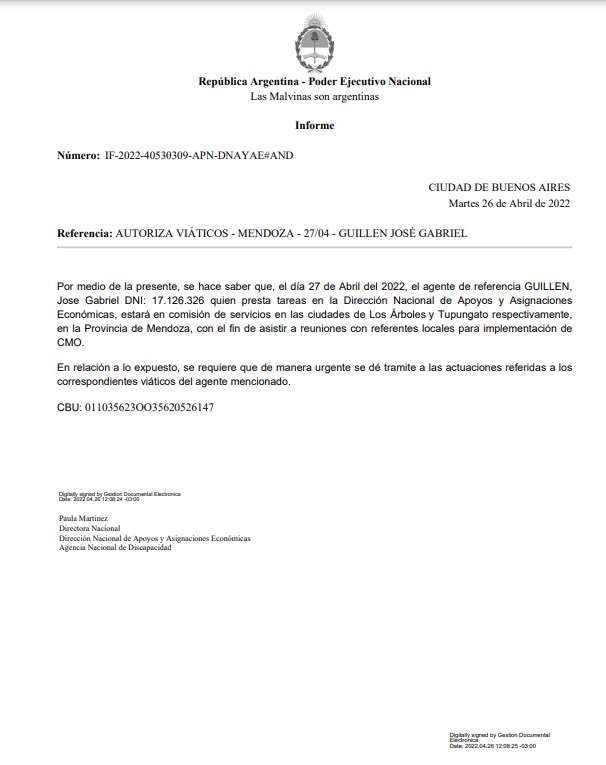 República Argentina - Poder Ejecutivo Nacional
Las Malvinas son argentinas
Informe
Número: IF-2022-40530309-APN-DNAYAE#AND
CIUDAD DE BUENOS AIRES
Martes 26 de Abril de 2022
Referencia: AUTORIZA VIÁTICOS - MENDOZA - 27/04 - GUILLEN JOSÉ GABRIEL
Por medio de la presente, se hace saber que, el día 27 de Abril del 2022, el agente de referencia GUILLEN,
Jose Gabriel DNI: 17.126.326 quien presta tareas en la Dirección Nacional de Apoyos y Asignaciones
Económicas, estará en comisión de servicios en las ciudades de Los Árboles y Tupungato respectivamente,
en la Provincia de Mendoza, con el fin de asistir a reuniones con referentes locales para implementación de
CMO.
En relación a lo expuesto, se requiere que de manera urgente se dé tramite a las actuaciones referidas a los
correspondientes viáticos del agente mencionado.
CBU: 011035623OO35620526147
Digitally signed by Gestion Documental Electronica
Date: 2022.04.26 12:08:24 -03:00
Paula Martinez
Directora Nacional
Dirección Nacional de Apoyos y Asignaciones Económicas
Agencia Nacional de Discapacidad
Digitally signed by Gestion Documental
Electronica
Date: 2022.04.26 12:08:25 -03:00